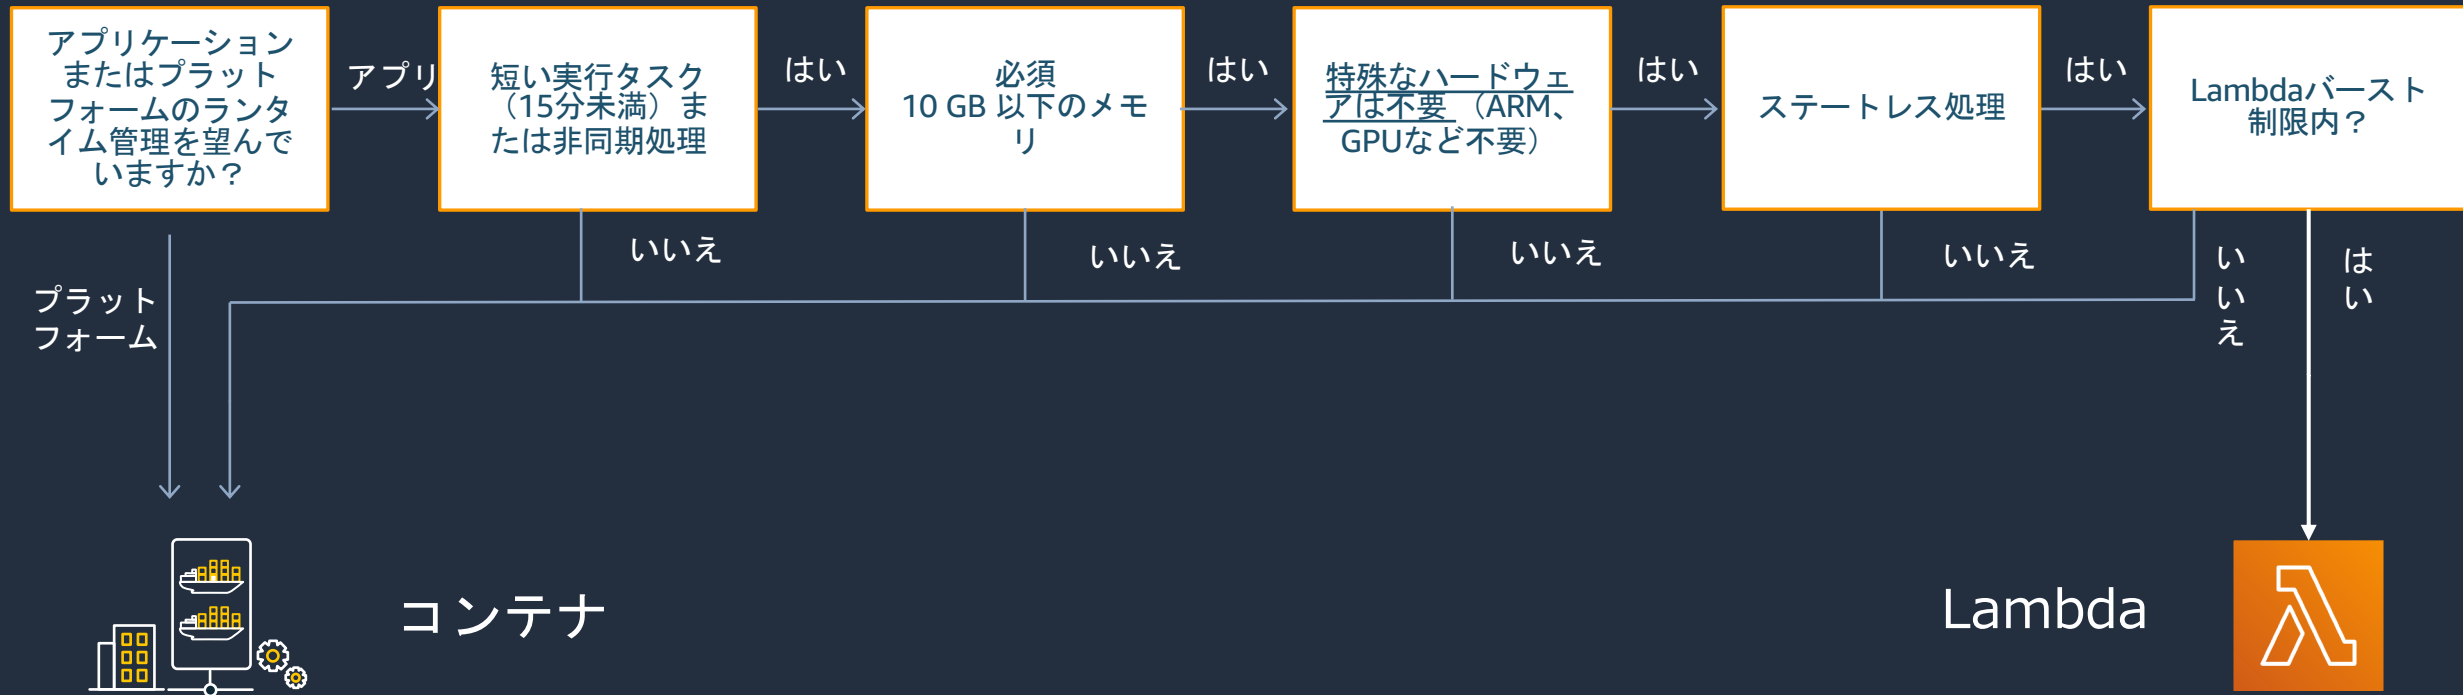 アプリケーション
またはプラット
フォームのランタ
イム管理を望んで
いますか？
アプリ
短い実行タスク
（15分未満）ま
たは非同期処理
はい
必須
10 GB 以下のメモ
リ
はい
特殊なハードウェ
アは不要 （ARM、
GPUなど不要）
はい
ステートレス処理
はい
Lambdaバースト
制限内？
プラット
フォーム
いいえ
いいえ
いいえ
いいえ
いいえ
はい
コンテナ
Lambda